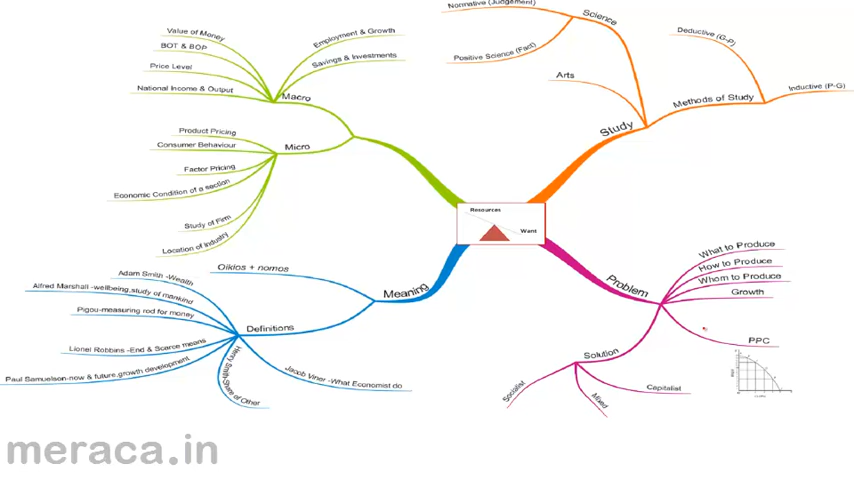 Value of Money
BOT & BOP
Price Level
National Income & Output
Employment & Growth
Savings & Investments
Macro
Product Pricing
Consumer Behaviour
Factor Pricing
Economic Condition of a section
Study of Firm
Location of Industry
Micro
Normative (Judgement)
Positive Science (Fact)
Science
Arts
Deductive (G-P)
Inductive (P-G)
Methods of Study
Study
Resources
Want
Oikios + nomos
Meaning
Adam Smith -Wealth
Alfred Marshall -wellbeing,study of mankind
Pigou-measuring rod for money
Definitions
Lionel Robbins -End & Scarce means
Paul Samuelson-now & future,growth development
Henry Smith-Share of Other
Jacob Viner -What Economist do
Problem
What to Produce
How to Produce
Whom to Produce
Growth
PPC
Solution
Socialist
Mixed
Capitalist
meraca.in